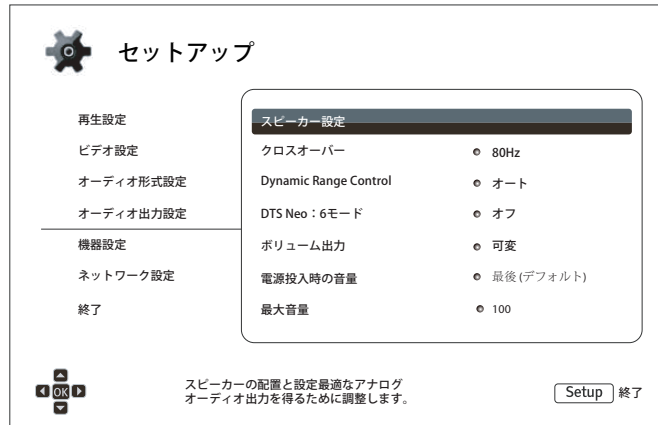 セットアップ
再生設定
ビデオ設定
オーディオ形式設定
オーディオ出力設定
機器設定
ネットワーク設定
終了
スピーカー設定
クロスオーバー 80Hz
Dynamic Range Control オート
DTS Neo：6モード オフ
ボリューム出力 可変
電源投入時の音量 最後 (デフォルト)
最大音量 100
OK
スピーカーの配置と設定最適なアナログ
オーディオ出力を得るために調整します。
Setup 終了